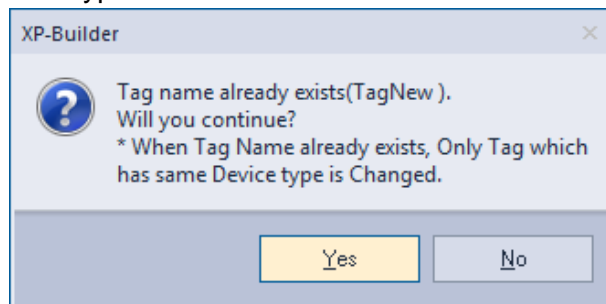 XP-Builder
Tag name already exists(TagNew ).
Will you continue?
* When Tag Name already exists, Only Tag which
has same Device type is Changed.
Yes
No